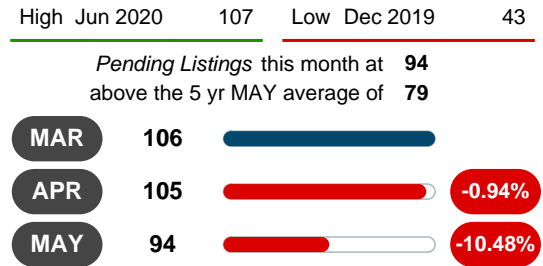 High Jun 2020 107 Low Dec 2019 43
Pending Listings this month at 94
above the 5 yr MAY average of 79
MAR 106
APR 105 -0.94%
MAY 94 -10.48%